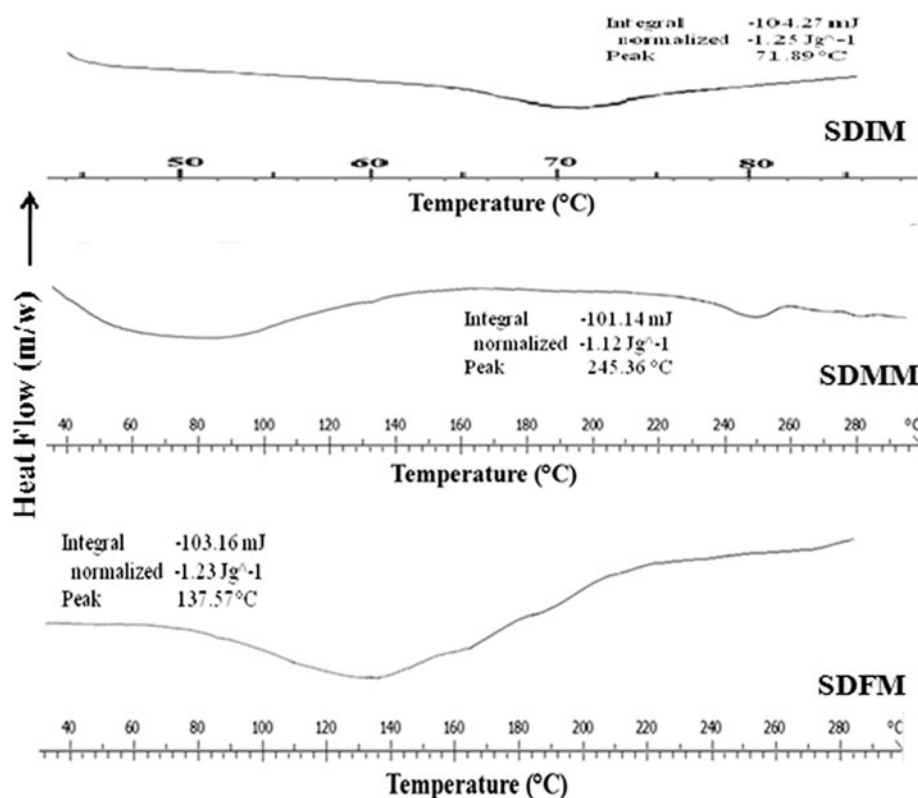 Integral -104.27 mJ
normalized -1.25 Jg^-1
Peak 71.89 °C
SDIM
50 60 70 80
Temperature (°C)
Heat Flow (m/w)
Integral -101.14 mJ
normalized -1.12 Jg^-1
Peak 245.36 °C
SDMM
40 60 80 100 120 140 160 180 200 220 240 260 280 °C
Temperature (°C)
Integral -103.16 mJ
normalized -1.23 Jg^-1
Peak 137.57°C
SDFM
40 60 80 100 120 140 160 180 200 220 240 260 280 °C
Temperature (°C)